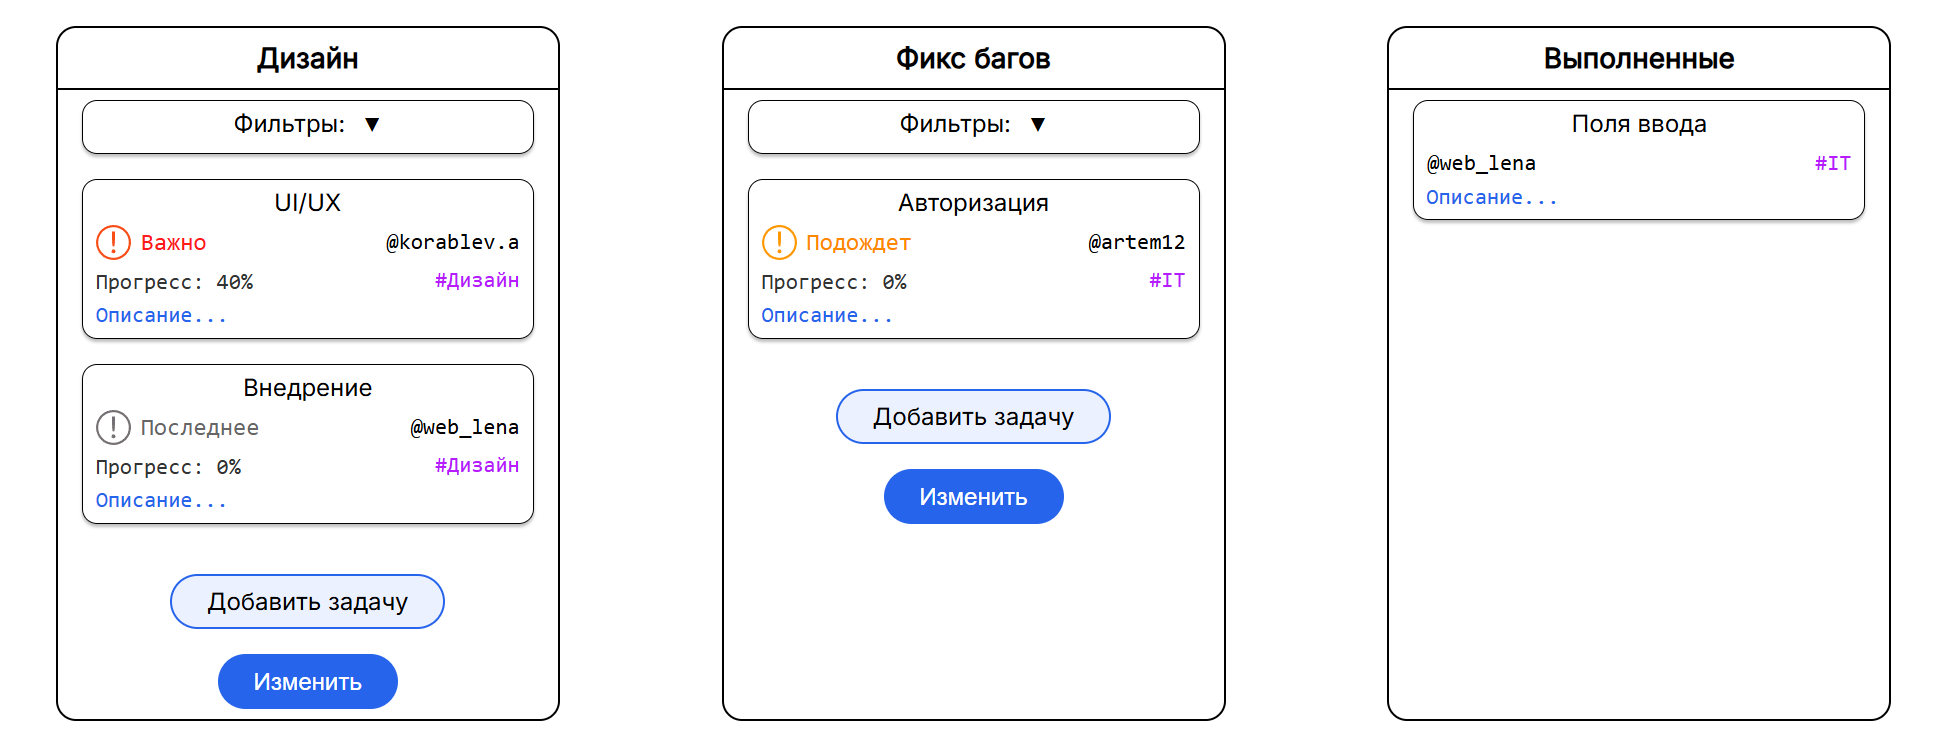 Дизайн
Фильтры: ▼
UI/UX
Важно @korablev.a
Прогресс: 40% #Дизайн
Описание...
Внедрение
Последнее @web_lena
Прогресс: 0% #Дизайн
Описание...
Добавить задачу
Изменить
Фикс багов
Фильтры: ▼
Авторизация
Подождет @artem12
Прогресс: 0% #IT
Описание...
Добавить задачу
Изменить
Выполненные
Поля ввода
@web_lena #IT
Описание...